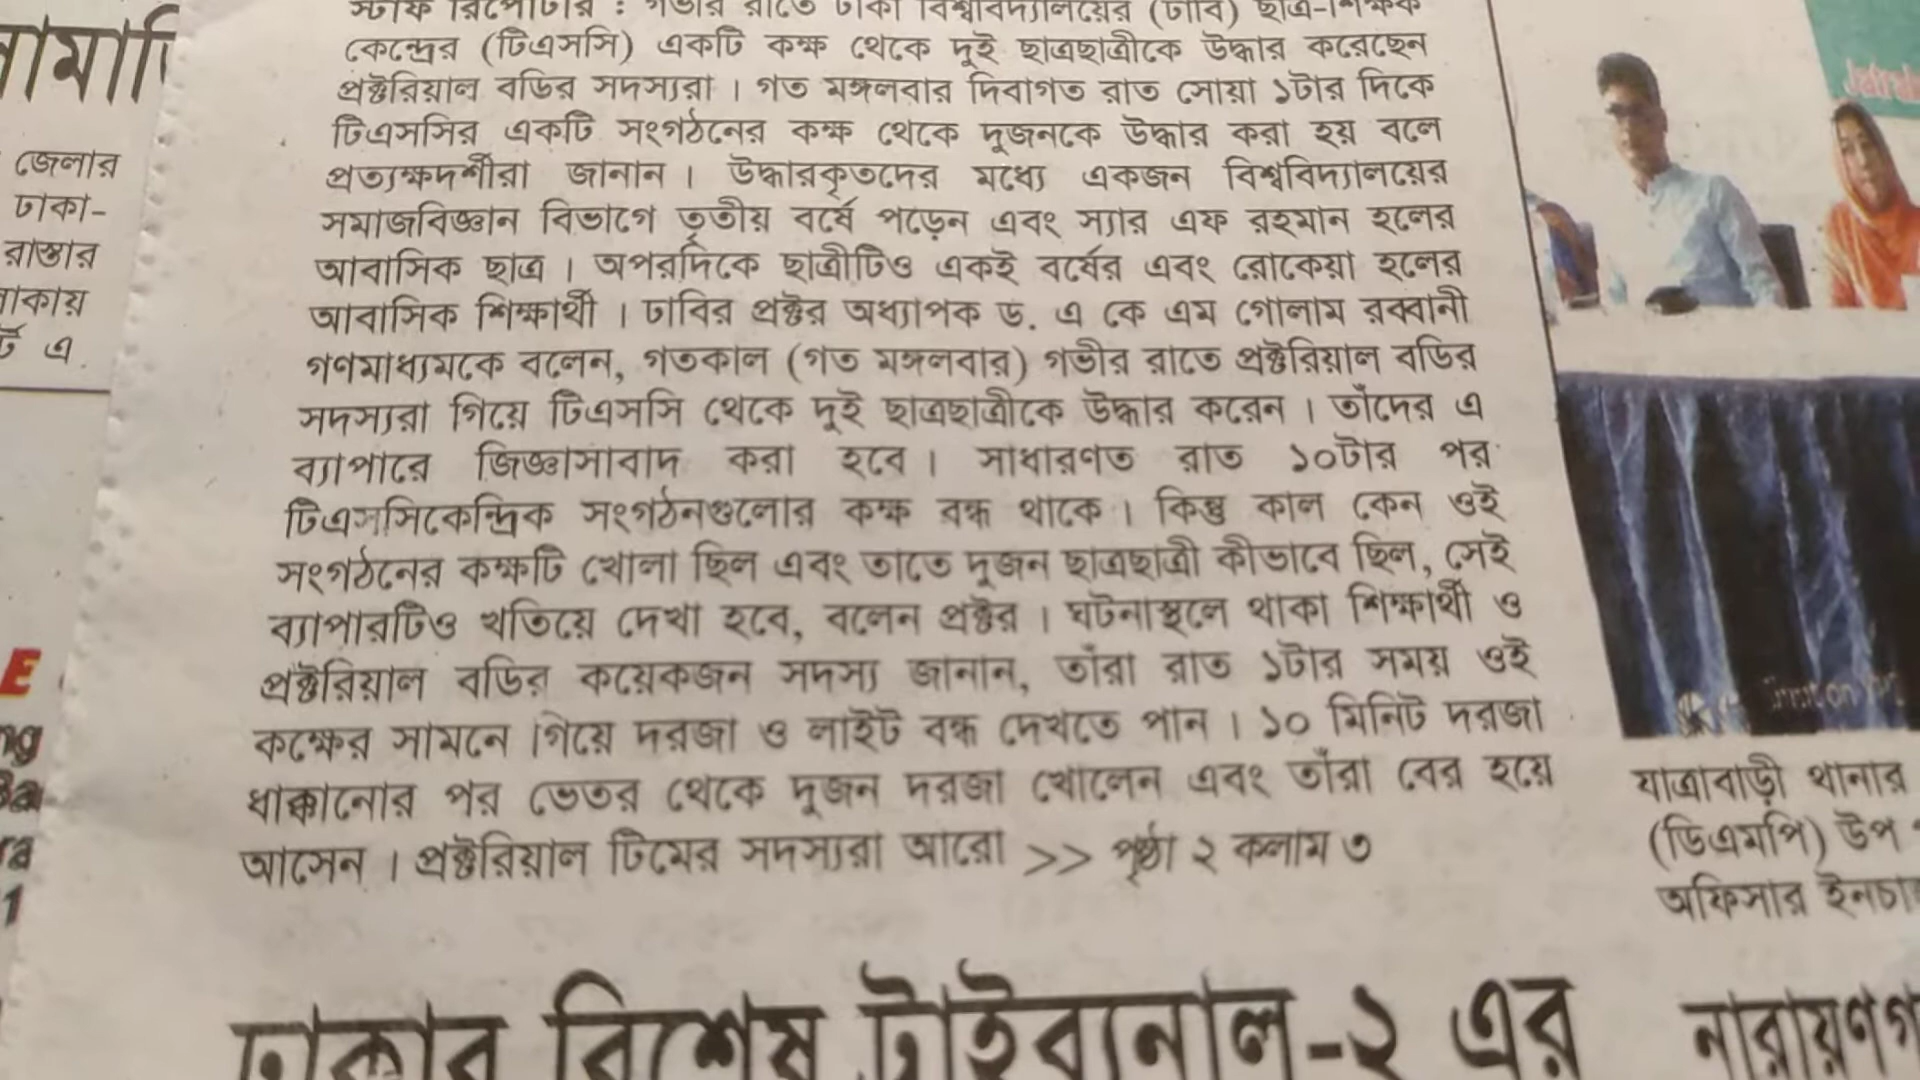 স্টাফ রিপোর্টার : গভীর রাতে ঢাকা বিশ্ববিদ্যালয়ের (ঢাবি) ছাত্র-শিক্ষক
কেন্দ্রের (টিএসসি) একটি কক্ষ থেকে দুই ছাত্রছাত্রীকে উদ্ধার করেছেন
প্রক্টরিয়াল বডির সদস্যরা । গত মঙ্গলবার দিবাগত রাত সোয়া ১টার দিকে
টিএসসির একটি সংগঠনের কক্ষ থেকে দুজনকে উদ্ধার করা হয় বলে
প্রত্যক্ষদর্শীরা জানান । উদ্ধারকৃতদের মধ্যে একজন বিশ্ববিদ্যালয়ের
সমাজবিজ্ঞান বিভাগে তৃতীয় বর্ষে পড়েন এবং স্যার এফ রহমান হলের
আবাসিক ছাত্র । অপরদিকে ছাত্রীটিও একই বর্ষের এবং রোকেয়া হলের
আবাসিক শিক্ষার্থী । ঢাবির প্রক্টর অধ্যাপক ড. এ কে এম গোলাম রব্বানী
গণমাধ্যমকে বলেন, গতকাল (গত মঙ্গলবার) গভীর রাতে প্রক্টরিয়াল বডির
সদস্যরা গিয়ে টিএসসি থেকে দুই ছাত্রছাত্রীকে উদ্ধার করেন । তাঁদের এ
ব্যাপারে জিজ্ঞাসাবাদ করা হবে । সাধারণত রাত ১০টার পর
টিএসসিকেন্দ্রিক সংগঠনগুলোর কক্ষ বন্ধ থাকে । কিন্তু কাল কেন ওই
সংগঠনের কক্ষটি খোলা ছিল এবং তাতে দুজন ছাত্রছাত্রী কীভাবে ছিল, সেই
ব্যাপারটিও খতিয়ে দেখা হবে, বলেন প্রক্টর । ঘটনাস্থলে থাকা শিক্ষার্থী ও
প্রক্টরিয়াল বডির কয়েকজন সদস্য জানান, তাঁরা রাত ১টার সময় ওই
কক্ষের সামনে গিয়ে দরজা ও লাইট বন্ধ দেখতে পান । ১০ মিনিট দরজা
ধাক্কানোর পর ভেতর থেকে দুজন দরজা খোলেন এবং তাঁরা বের হয়ে
আসেন । প্রক্টরিয়াল টিমের সদস্যরা আরো >> পৃষ্ঠা ২ কলাম ৩
জেলার
ঢাকা-
রাস্তার
এ
E
যাত্রাবাড়ী থানার
(ডিএমপি) উপ
অফিসার
ঢাকার বিশেষ ট্রাইব্যুনাল-২ এর